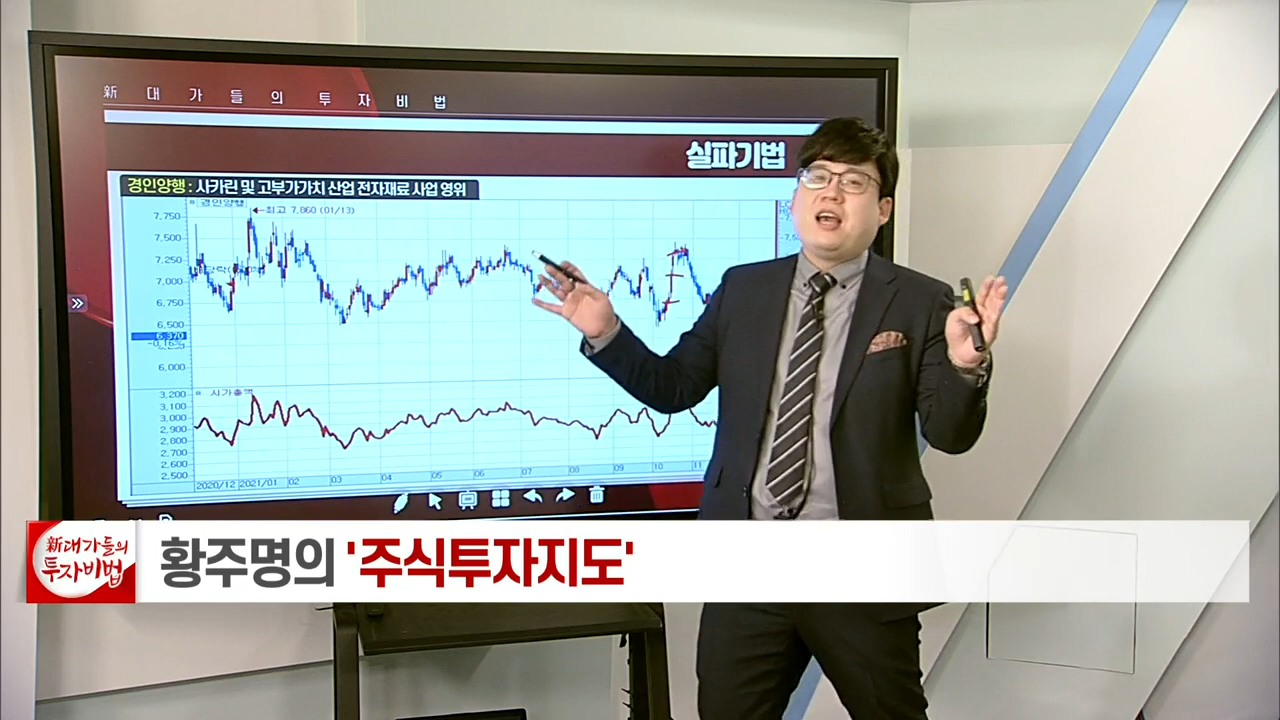 新 대 가 들 의 투 자 비 법
실파기법
경인양행 : 사카린 및 고부가가치 산업 전자재료 사업 영위
경인양행
최고 7,860 (01/13)
7,750
7,500
7,250
7,000
6,750
6,500
6,370
6,000
시가총액
3,200
3,100
3,000
2,900
2,800
2,700
2,600
2,500
2020/12 2021/01 02 03 04 05 06 07 08 09 10 11
新대가들의
투자비법
황주명의 '주식투자지도'